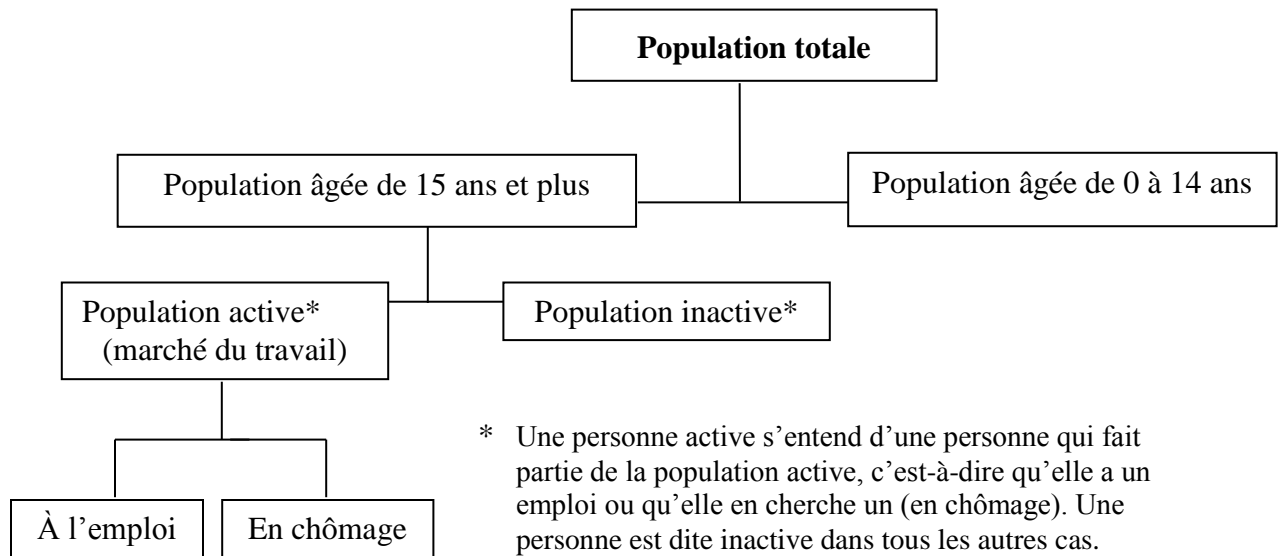 Population totale
Population âgée de 15 ans et plus
Population âgée de 0 à 14 ans
Population active*
(marché du travail)
Population inactive*
À l’emploi
En chômage
* Une personne active s’entend d’une personne qui fait
partie de la population active, c’est-à-dire qu’elle a un
emploi ou qu’elle en cherche un (en chômage). Une
personne est dite inactive dans tous les autres cas.